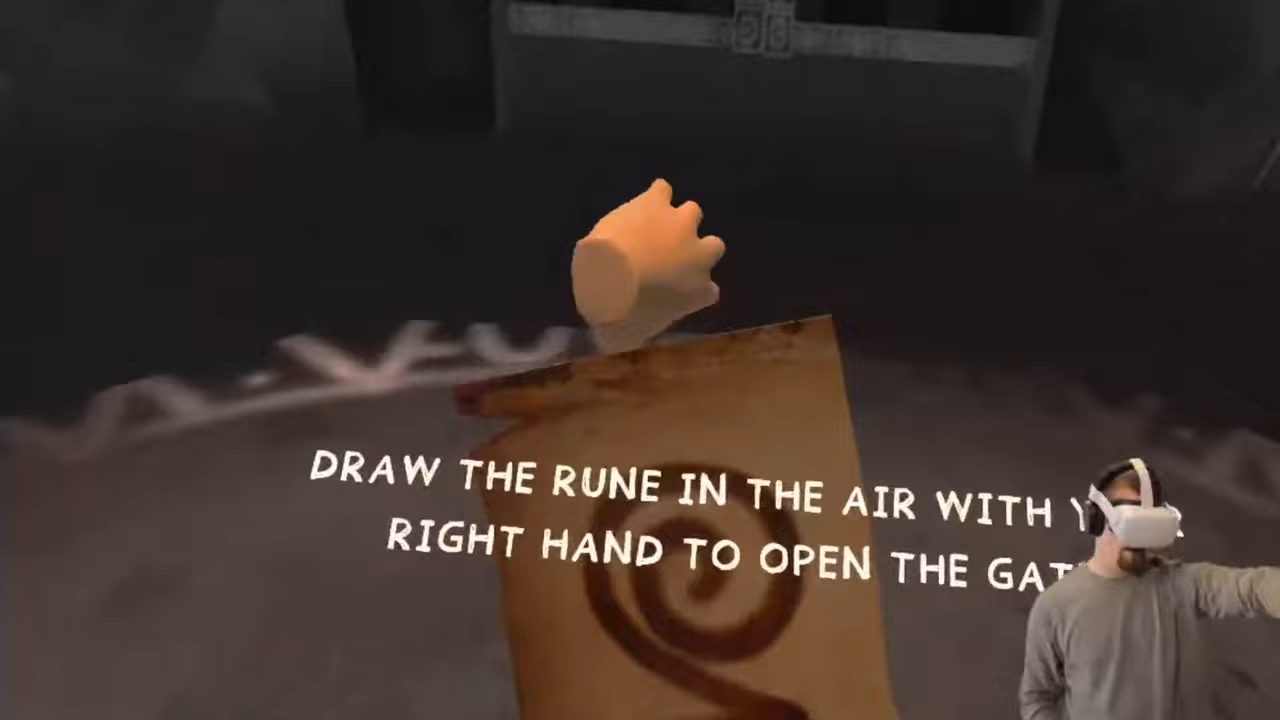 DRAW THE RUNE IN THE AIR WITH
RIGHT HAND TO OPEN THE